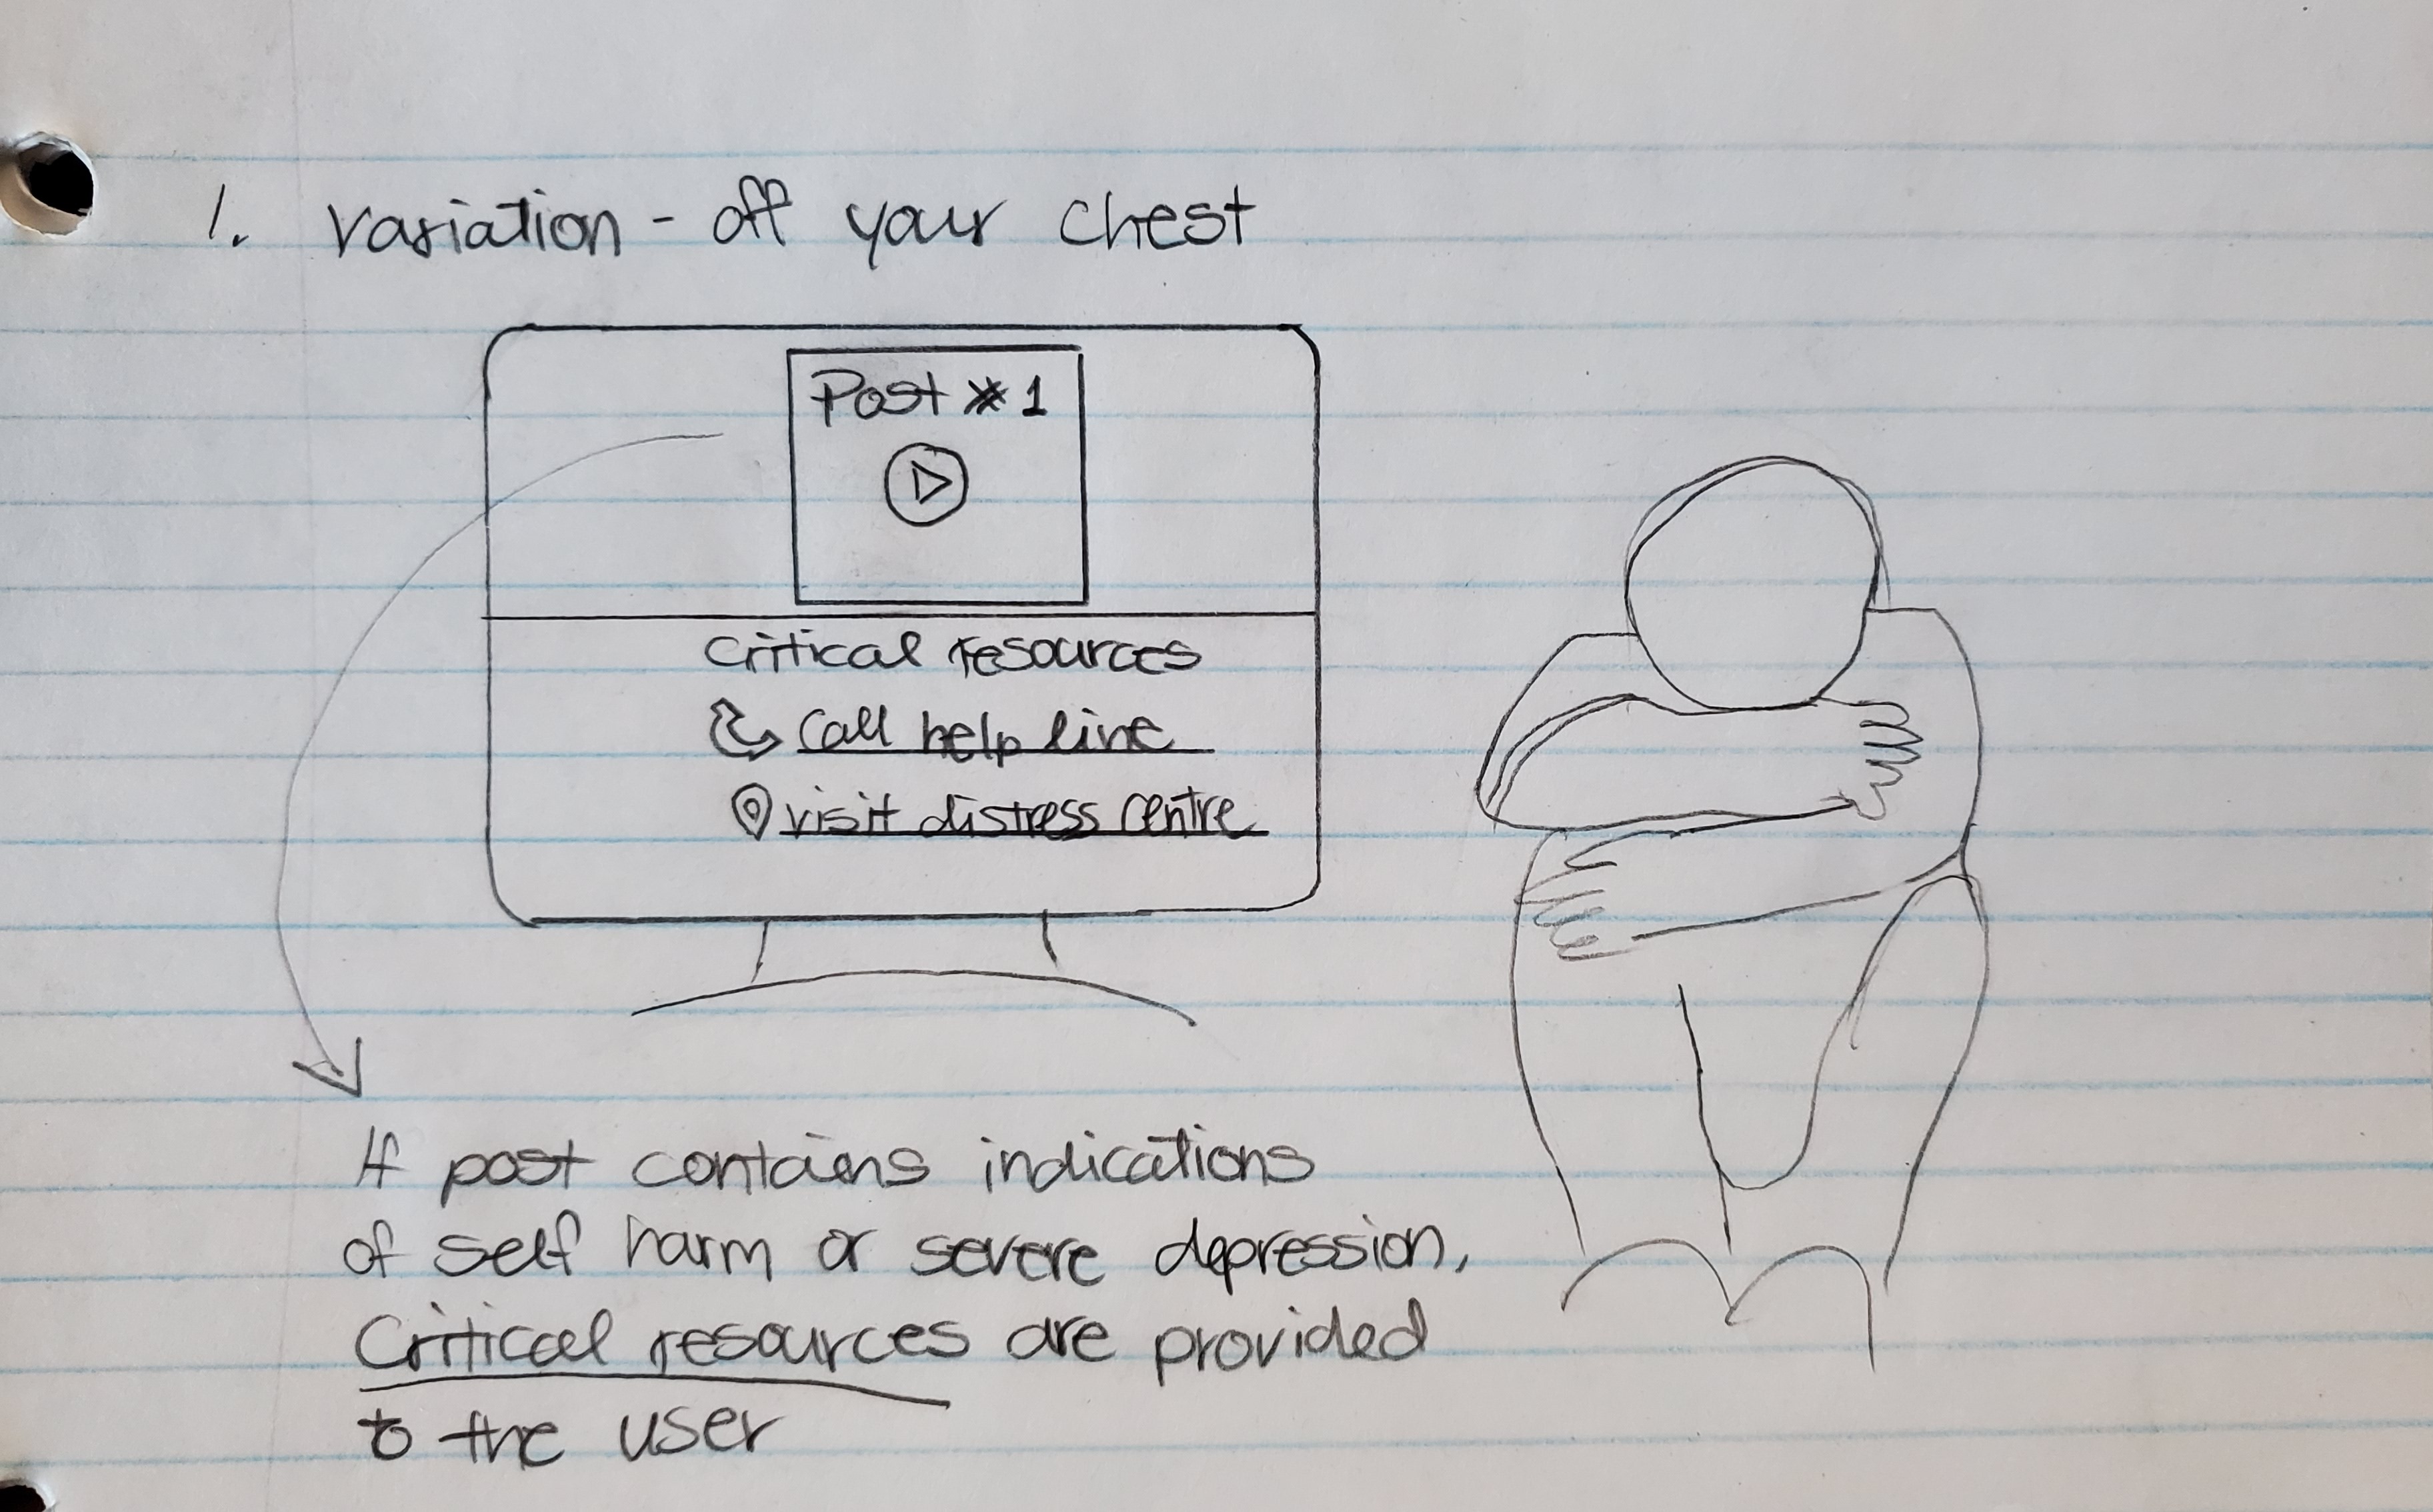 1. Variation - off your chest
Post #1
Critical resources
Call help line
visit distress centre
If post contains indications
of self harm or severe depression,
Critical resources are provided
to the user